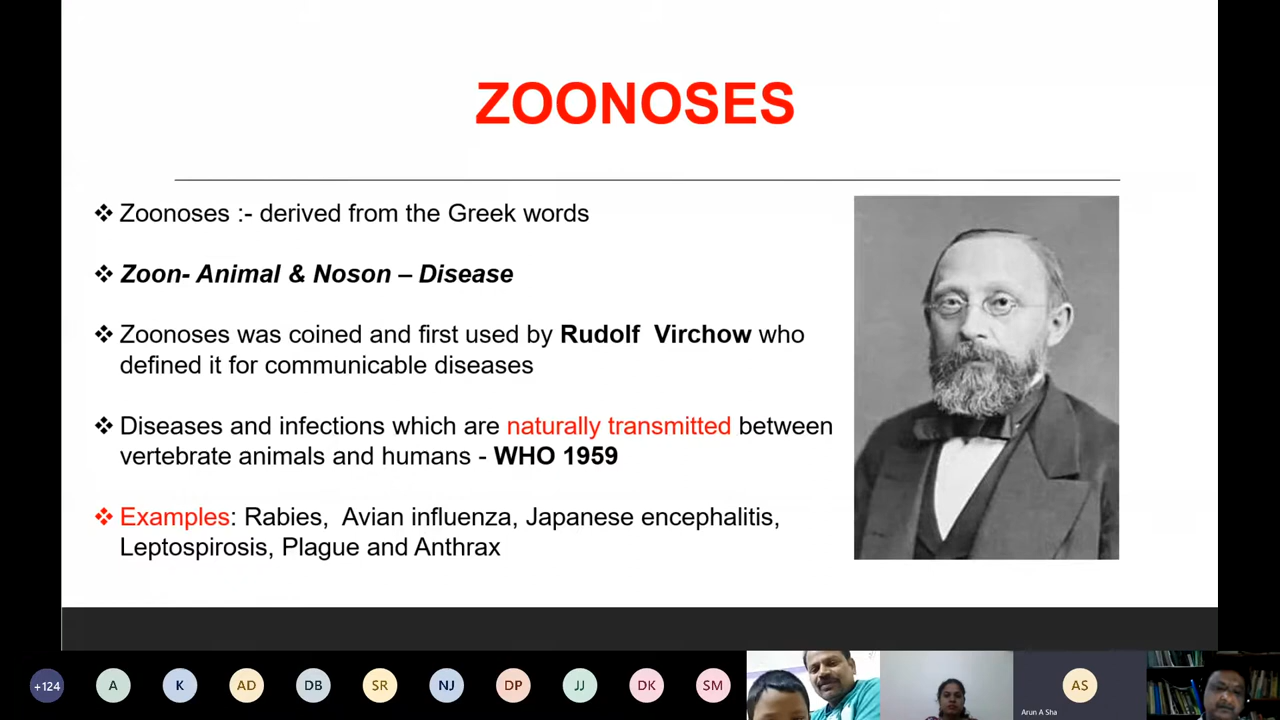 ZOONOSES
❖ Zoonoses :- derived from the Greek words
❖ Zoon- Animal & Noson – Disease
❖ Zoonoses was coined and first used by Rudolf Virchow who
defined it for communicable diseases
❖ Diseases and infections which are naturally transmitted between
vertebrate animals and humans - WHO 1959
❖ Examples: Rabies, Avian influenza, Japanese encephalitis,
Leptospirosis, Plague and Anthrax
+124 A K AD DB SR NJ DP JJ DK SM AS
Arun A Sha